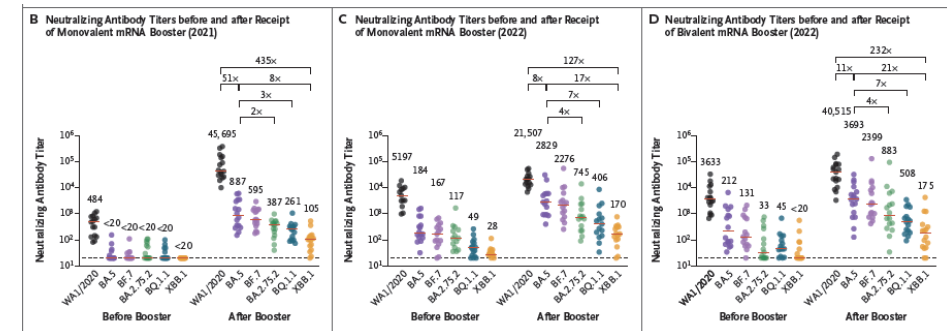 B Neutralizing Antibody Titers before and after Receipt
of Monovalent mRNA Booster (2021)
435×
51× 8×
3×
2×
Neutralizing Antibody Titer
10⁶
10⁵
10⁴
10³
10²
10¹
484
<20
<20
<20
<20
<20
45,695
887
595
387
261
105
WA1/2020
BA.5
BF.7
BA.2.75.2
BQ.1.1
XBB.1
WA1/2020
BA.5
BF.7
BA.2.75.2
BQ.1.1
XBB.1
Before Booster
After Booster
C Neutralizing Antibody Titers before and after Receipt
of Monovalent mRNA Booster (2022)
127×
8× 17×
7×
4×
Neutralizing Antibody Titer
10⁶
10⁵
10⁴
10³
10²
10¹
5197
184
167
117
49
28
21,507
2829
2276
745
406
170
WA1/2020
BA.5
BF.7
BA.2.75.2
BQ.1.1
XBB.1
WA1/2020
BA.5
BF.7
BA.2.75.2
BQ.1.1
XBB.1
Before Booster
After Booster
D Neutralizing Antibody Titers before and after Receipt
of Bivalent mRNA Booster (2022)
232×
11× 21×
7×
4×
Neutralizing Antibody Titer
10⁶
10⁵
10⁴
10³
10²
10¹
3633
212
131
33
45
<20
40,515
3693
2399
883
508
175
WA1/2020
BA.5
BF.7
BA.2.75.2
BQ.1.1
XBB.1
WA1/2020
BA.5
BF.7
BA.2.75.2
BQ.1.1
XBB.1
Before Booster
After Booster